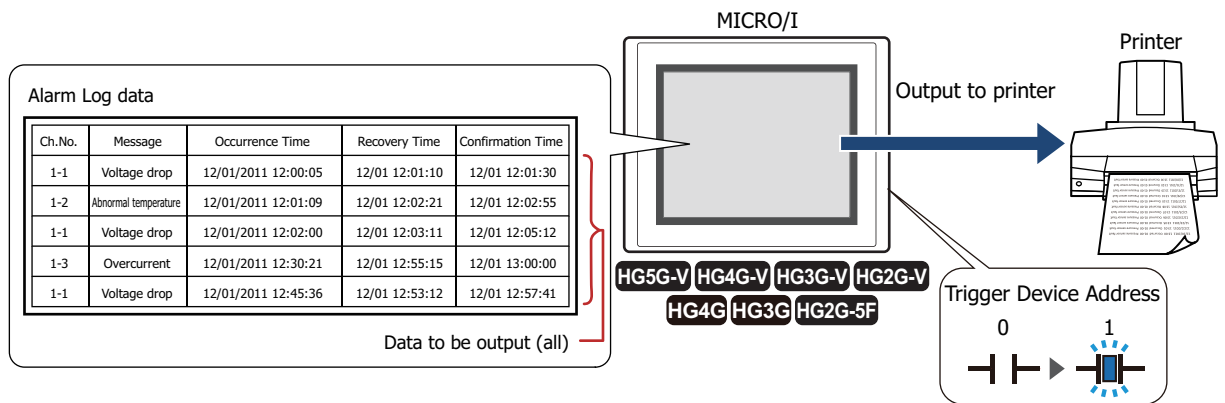 MICRO/I
Printer
Output to printer
Alarm Log data
Ch.No. Message Occurrence Time Recovery Time Confirmation Time
1-1 Voltage drop 12/01/2011 12:00:05 12/01 12:01:10 12/01 12:01:30
1-2 Abnormal temperature 12/01/2011 12:01:09 12/01 12:02:21 12/01 12:02:55
1-1 Voltage drop 12/01/2011 12:02:00 12/01 12:03:11 12/01 12:05:12
1-3 Overcurrent 12/01/2011 12:30:21 12/01 12:55:15 12/01 13:00:00
1-1 Voltage drop 12/01/2011 12:45:36 12/01 12:53:12 12/01 12:57:41
Data to be output (all)
HG5G-V HG4G-V HG3G-V HG2G-V
HG4G HG3G HG2G-5F
Trigger Device Address
0 1